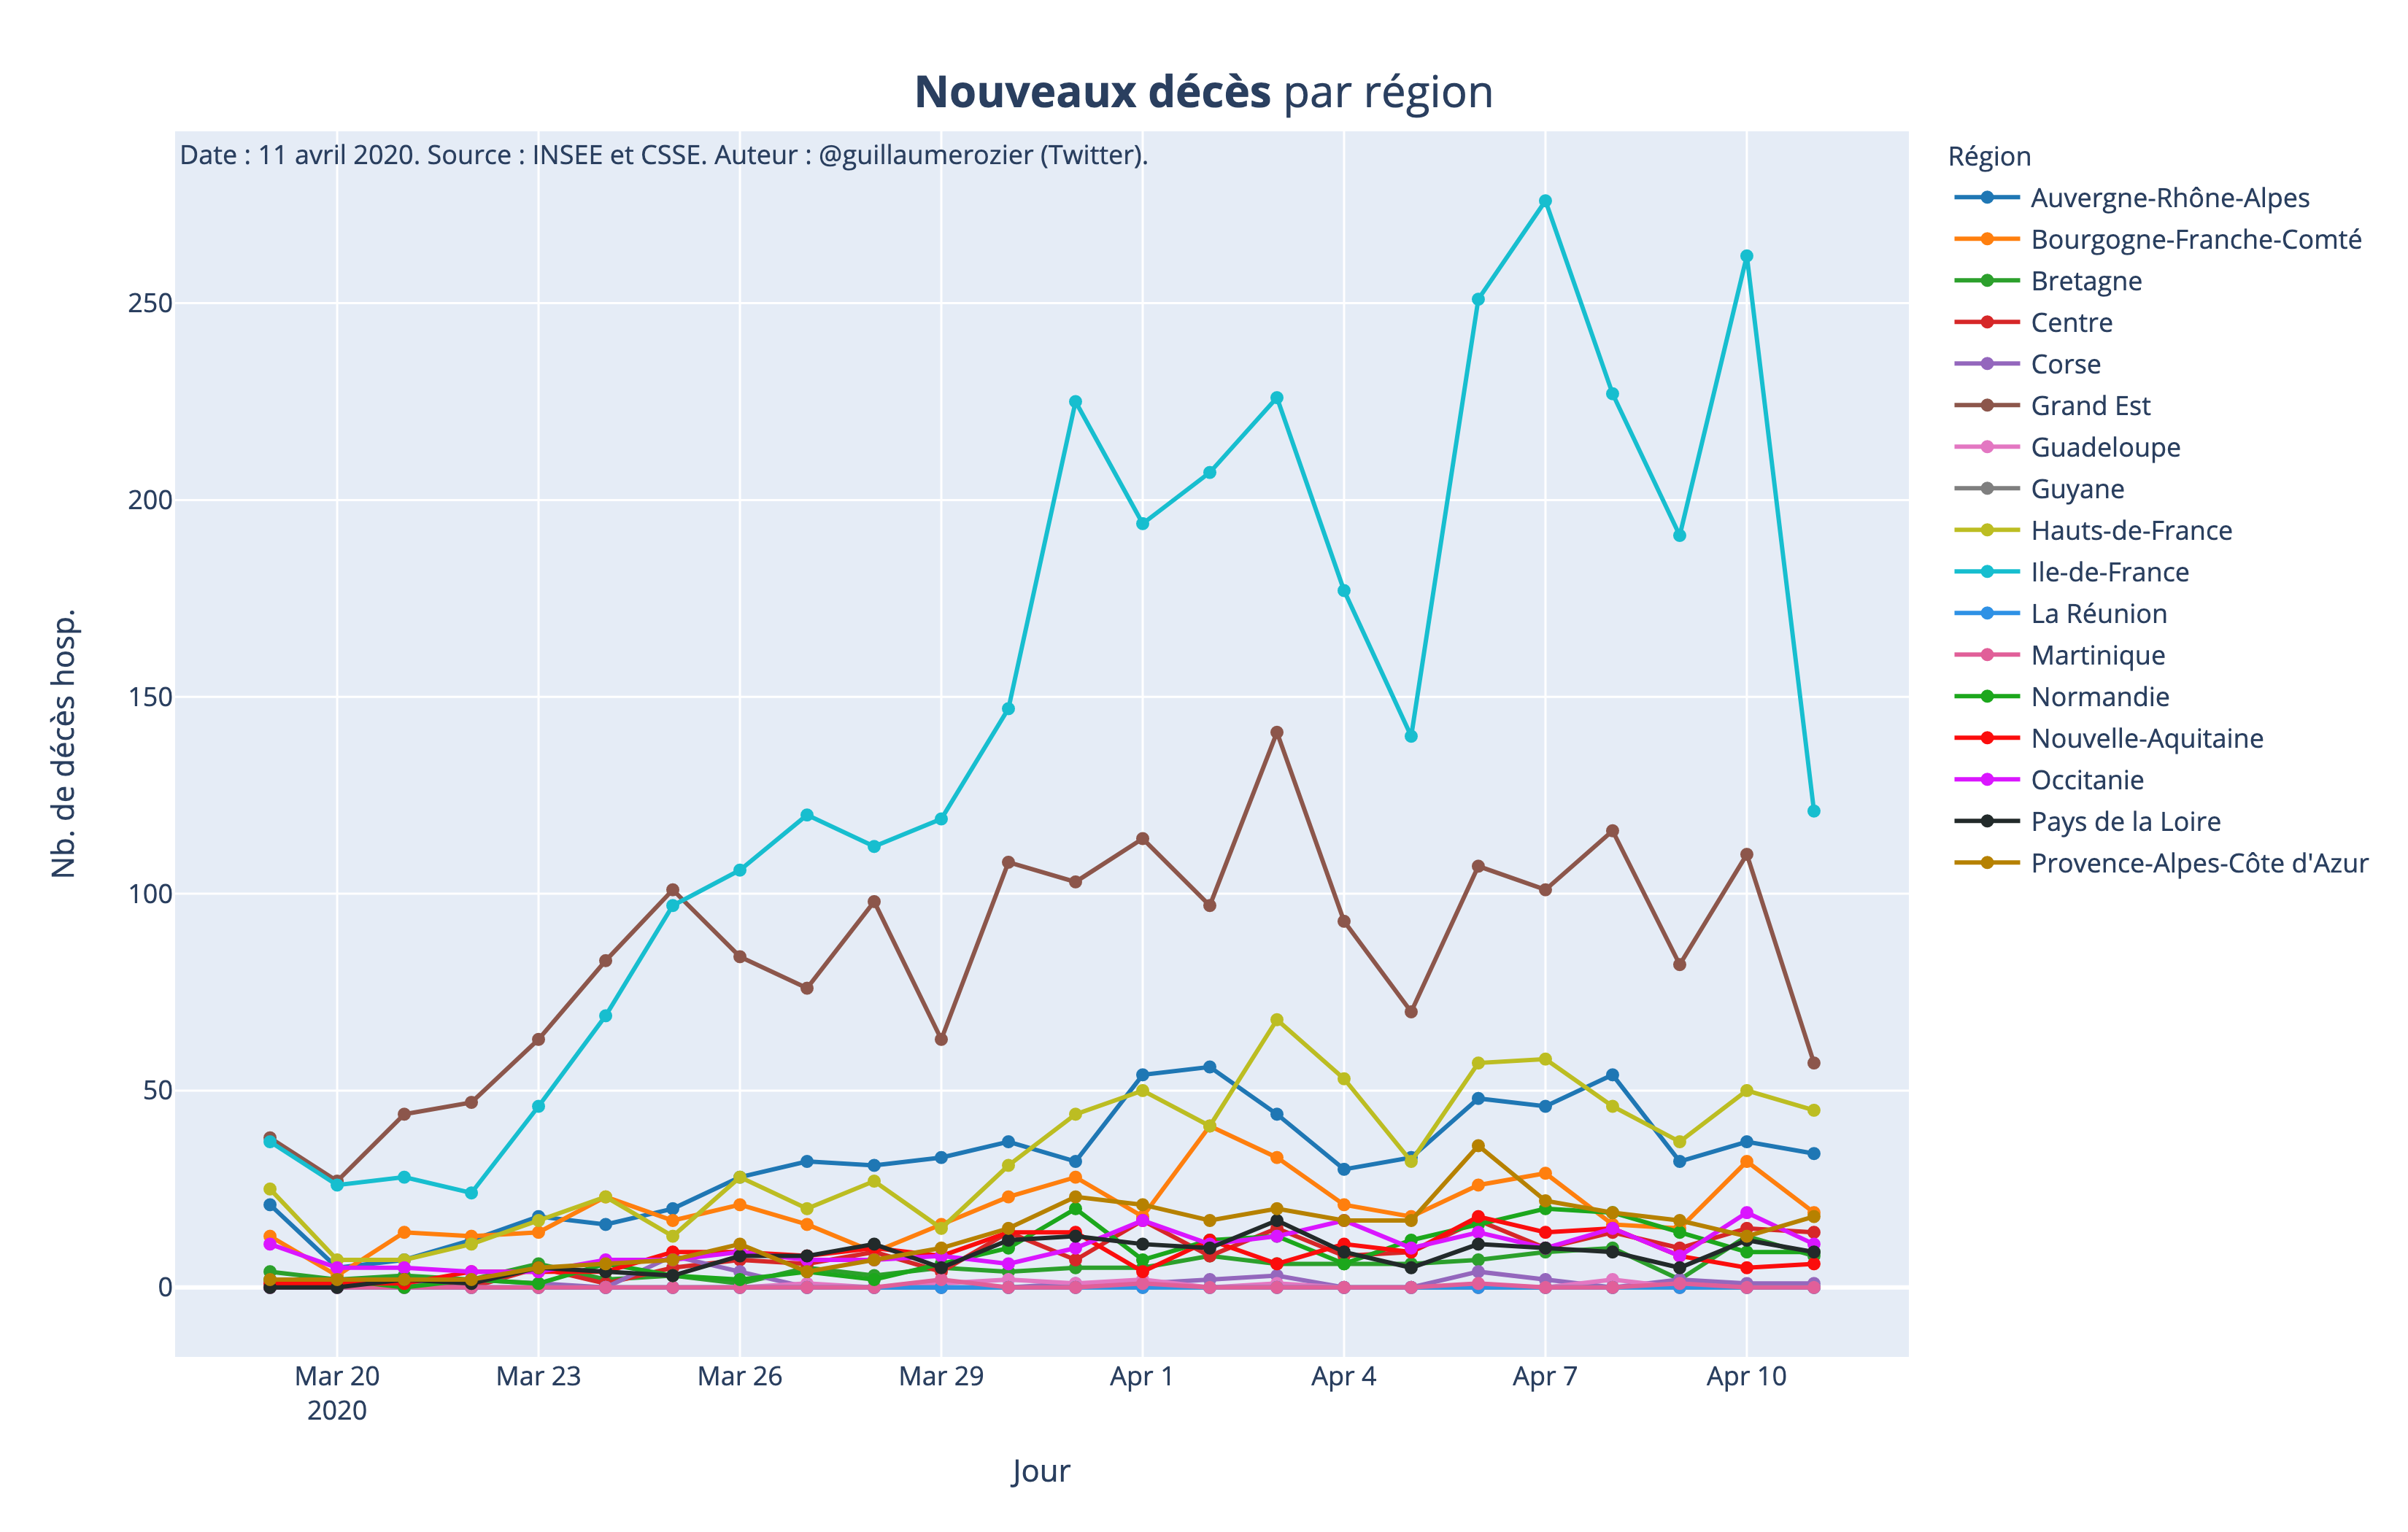 Nouveaux décès par région
Date : 11 avril 2020. Source : INSEE et CSSE. Auteur : @guillaumerozier (Twitter).
Région
Auvergne-Rhône-Alpes
Bourgogne-Franche-Comté
Bretagne
Centre
Corse
Grand Est
Guadeloupe
Guyane
Hauts-de-France
Ile-de-France
La Réunion
Martinique
Normandie
Nouvelle-Aquitaine
Occitanie
Pays de la Loire
Provence-Alpes-Côte d'Azur
Nb. de décès hosp.
250
200
150
100
50
0
Mar 20 Mar 23 Mar 26 Mar 29 Apr 1 Apr 4 Apr 7 Apr 10
2020
Jour